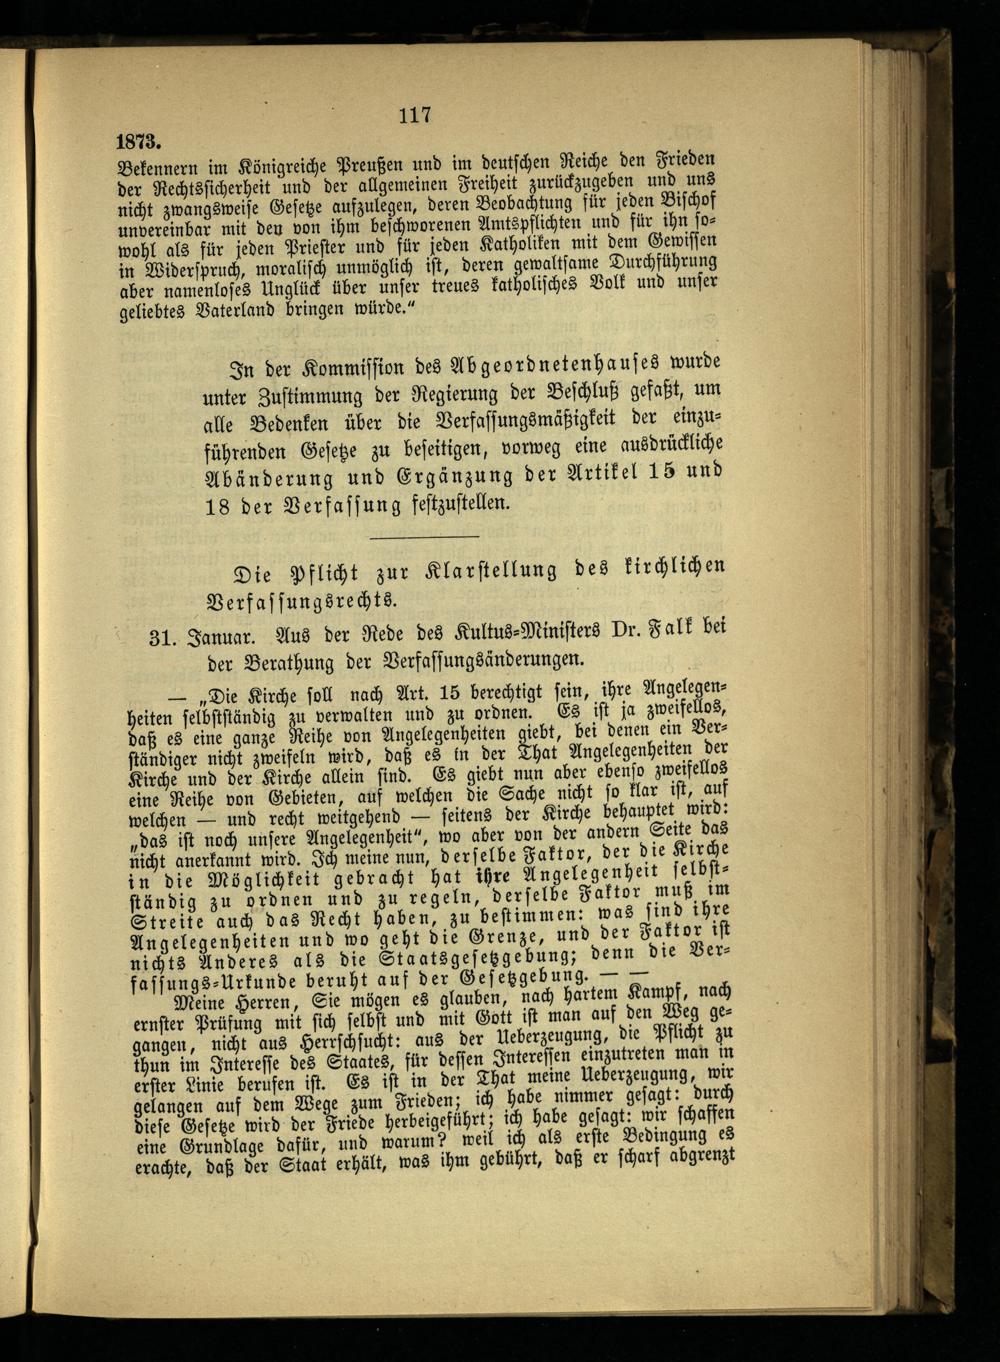 117
1873.
Bekennern im Königreiche Preußen und im deutschen Reiche den Frieden
der Rechtssicherheit und der allgemeinen Freiheit zurückzugeben und uns
nicht zwangsweise Gesetze aufzulegen, deren Beobachtung für jeden Bischof
unvereinbar mit den von ihm beschworenen Amtspflichten und für ihn so-
wohl als für jeden Priester und für jeden Katholiken mit dem Gewissen
in Widerspruch, moralisch unmöglich ist, deren gewaltsame Durchführung
aber namenloses Unglück über unser treues katholisches Volk und unser
geliebtes Vaterland bringen würde.“
In der Kommission des Abgeordnetenhauses wurde
unter Zustimmung der Regierung der Beschluß gefaßt, um
alle Bedenken über die Verfassungsmäßigkeit der einzu-
führenden Gesetze zu beseitigen, vorweg eine ausdrückliche
Abänderung und Ergänzung der Artikel 15 und
18 der Verfassung festzustellen.
Die Pflicht zur Klarstellung des kirchlichen
Verfassungsrechts.
31. Januar. Aus der Rede des Kultus-Ministers Dr. Falk bei
der Berathung der Verfassungsänderungen.
— „Die Kirche soll nach Art. 15 berechtigt sein, ihre Angelegen-
heiten selbstständig zu verwalten und zu ordnen. Es ist ja zweifellos,
daß es eine ganze Reihe von Angelegenheiten giebt, bei denen ein Ver-
ständiger nicht zweifeln wird, daß es in der That Angelegenheiten der
Kirche und der Kirche allein sind. Es giebt nun aber ebenso zweifellos
eine Reihe von Gebieten, auf welchen die Sache nicht so klar ist, auf
welchen — und recht weitgehend — seitens der Kirche behauptet wird:
„das ist noch unsere Angelegenheit“, wo aber von der andern Seite das
nicht anerkannt wird. Ich meine nun, derselbe Faktor, der die Kirche
in die Möglichkeit gebracht hat ihre Angelegenheit selbst-
ständig zu ordnen und zu regeln, derselbe Faktor muß im
Streite auch das Recht haben, zu bestimmen: was sind ihre
Angelegenheiten und wo geht die Grenze, und der Faktor ist
nichts Anderes als die Staatsgesetzgebung; denn die Ver-
fassungs-Urkunde beruht auf der Gesetzgebung. — —
Meine Herren, Sie mögen es glauben, nach hartem Kampf, nach
ernster Prüfung mit sich selbst und mit Gott ist man auf den Weg ge-
gangen, nicht aus Herrschsucht: aus der Ueberzeugung, die Pflicht zu
thun im Interesse des Staates, für dessen Interessen einzutreten man in
erster Linie berufen ist. Es ist in der That meine Ueberzeugung, wir
gelangen auf dem Wege zum Frieden; ich habe nimmer gesagt: durch
diese Gesetze wird der Friede herbeigeführt; ich habe gesagt: wir schaffen
eine Grundlage dafür, und warum? weil ich als erste Bedingung es
erachte, daß der Staat erhält, was ihm gebührt, daß er scharf abgrenzt